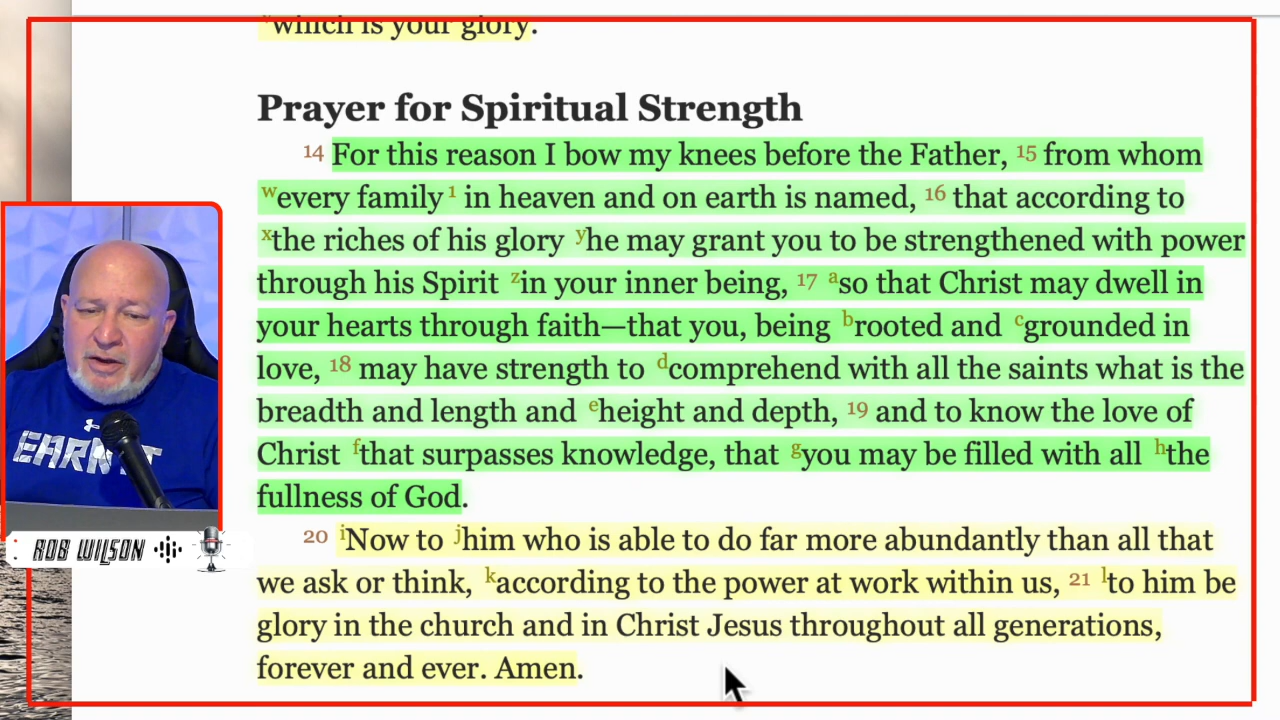 which is your glory.
Prayer for Spiritual Strength
14 For this reason I bow my knees before the Father, 15 from whom
w every family 1 in heaven and on earth is named, 16 that according to
x the riches of his glory y he may grant you to be strengthened with power
through his Spirit z in your inner being, 17 a so that Christ may dwell in
your hearts through faith—that you, being b rooted and c grounded in
love, 18 may have strength to d comprehend with all the saints what is the
breadth and length and e height and depth, 19 and to know the love of
Christ f that surpasses knowledge, that g you may be filled with all h the
fullness of God.
20 i Now to j him who is able to do far more abundantly than all that
we ask or think, k according to the power at work within us, 21 l to him be
glory in the church and in Christ Jesus throughout all generations,
forever and ever. Amen.
ROB WILSON